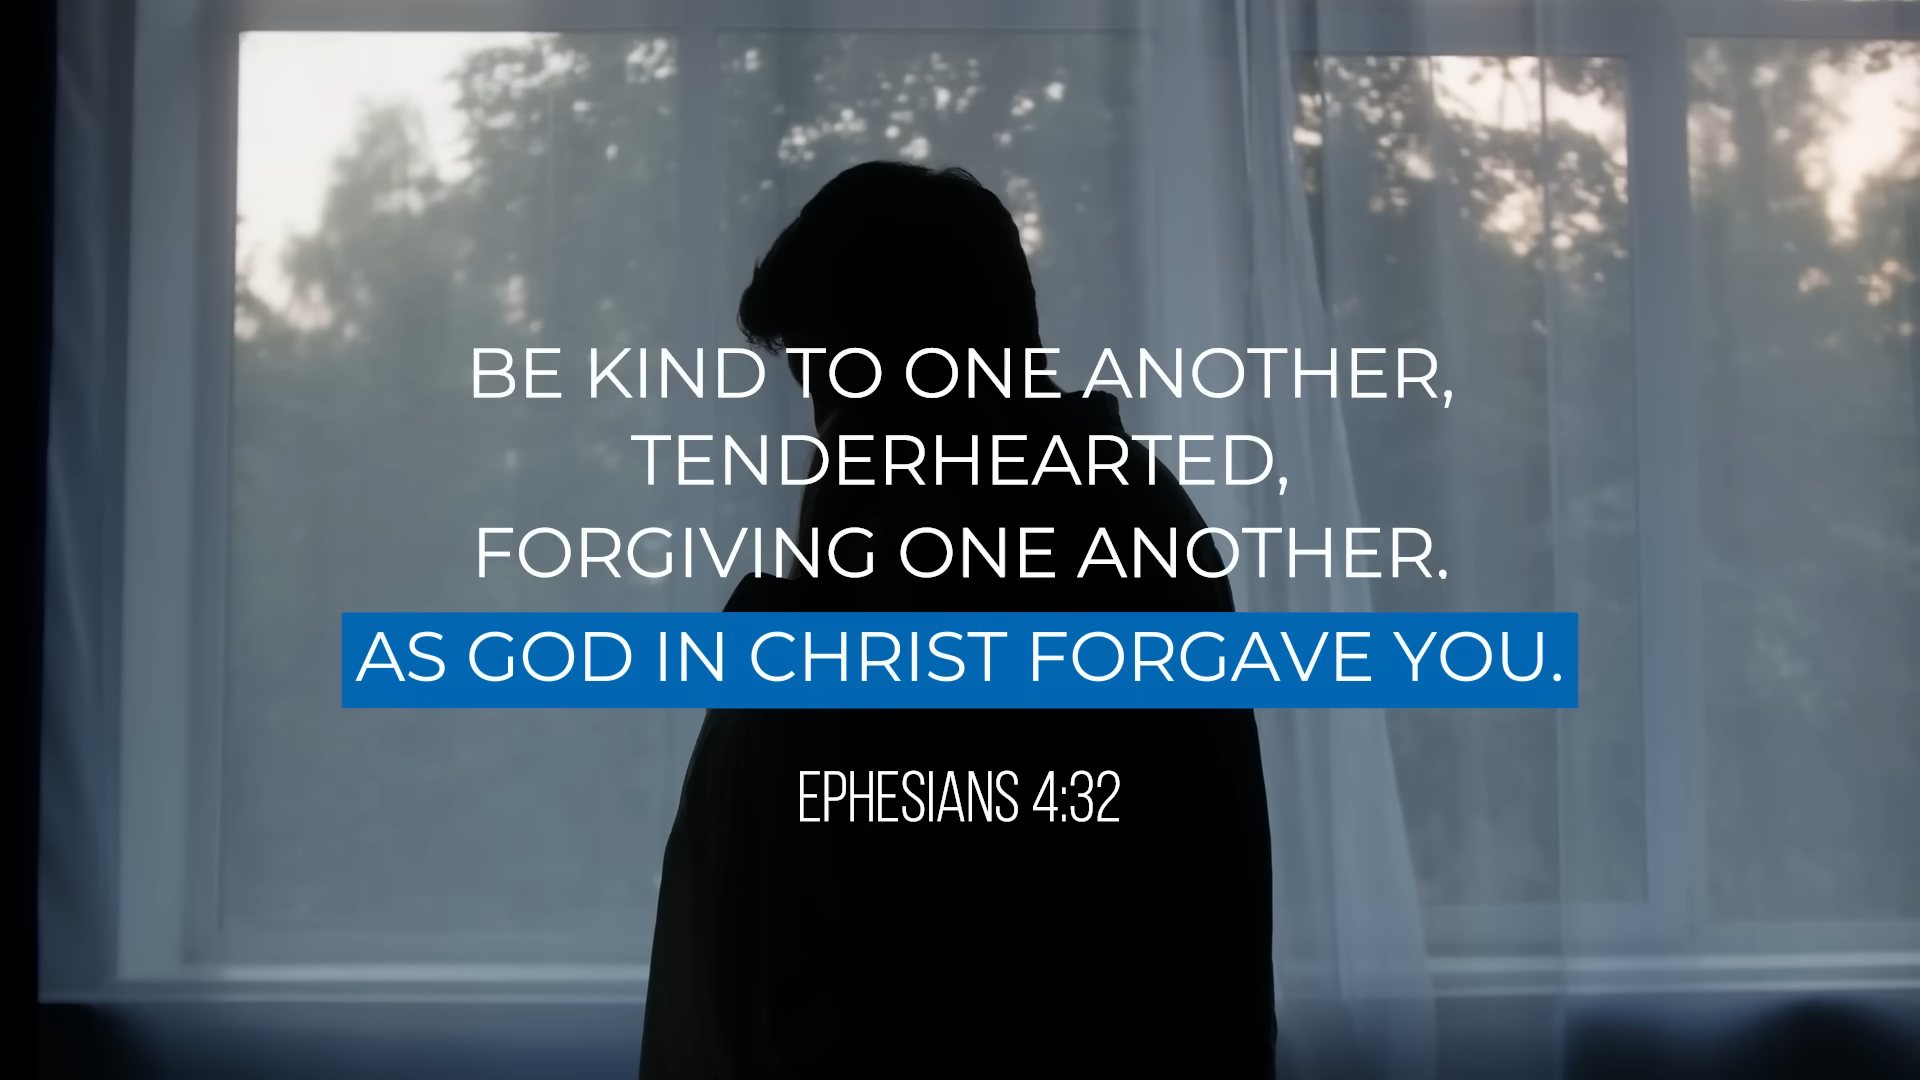 BE KIND TO ONE ANOTHER,
TENDERHEARTED,
FORGIVING ONE ANOTHER.
AS GOD IN CHRIST FORGAVE YOU.
EPHESIANS 4:32